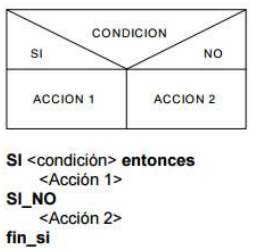 CONDICION
SI NO
ACCION 1 ACCION 2
SI <condición> entonces
<Acción 1>
SI_NO
<Acción 2>
fin_si